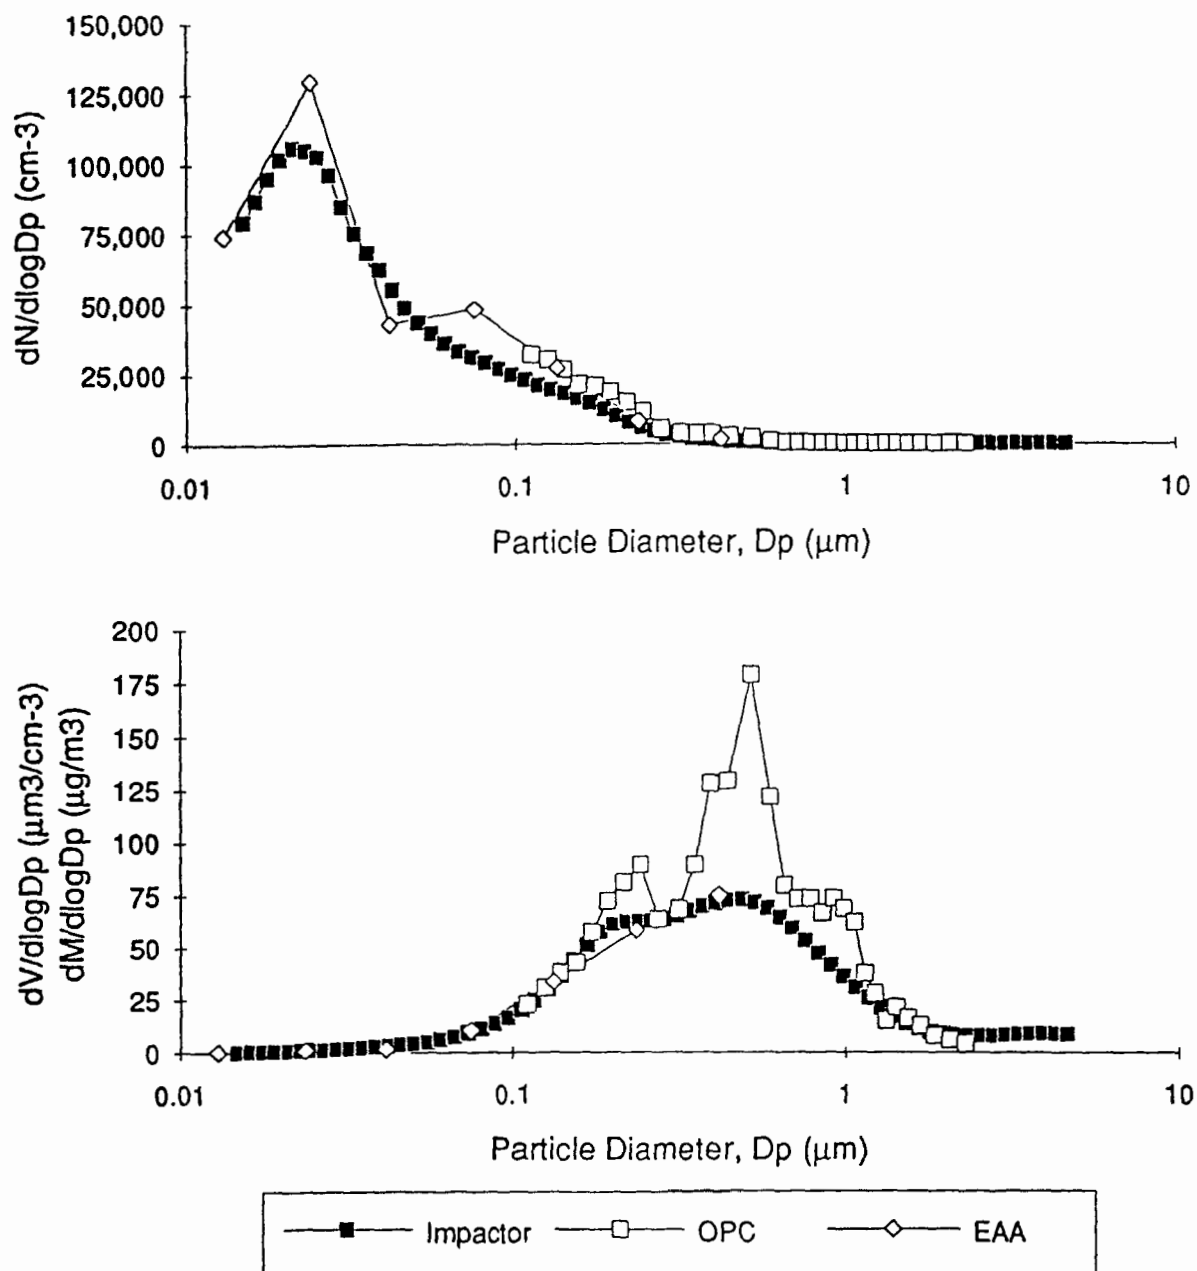 150,000
125,000
100,000
75,000
50,000
25,000
0
dN/dlogDp (cm-3)
0.01 0.1 1 10
Particle Diameter, Dp (μm)
200
175
150
125
100
75
50
25
0
dV/dlogDp (μm3/cm-3)
dM/dlogDp (μg/m3)
0.01 0.1 1 10
Particle Diameter, Dp (μm)
Impactor OPC EAA